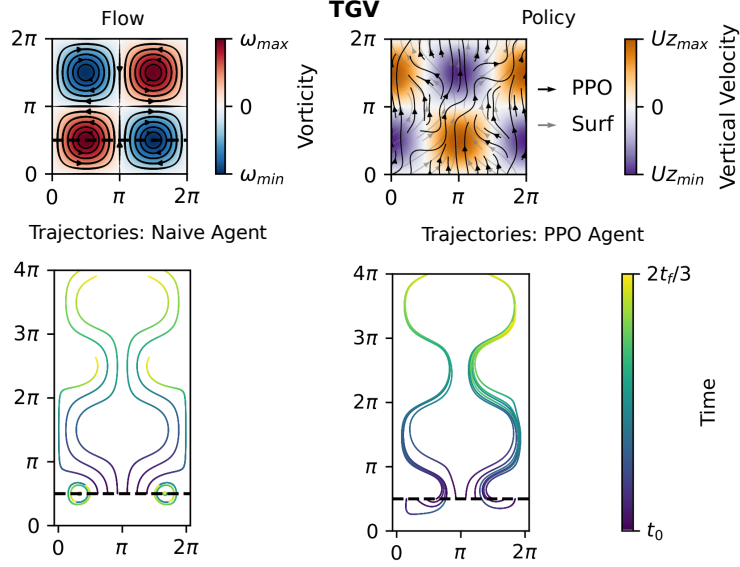 TGV
Flow
Policy
2π
π
0
0
π
2π
ω_max
0
ω_min
Vorticity
2π
π
0
0
π
2π
PPO
Surf
Uz_max
0
Uz_min
Vertical Velocity
Trajectories: Naive Agent
Trajectories: PPO Agent
4π
3π
2π
π
0
0
π
2π
4π
3π
2π
π
0
0
π
2π
2t_f/3
t_0
Time